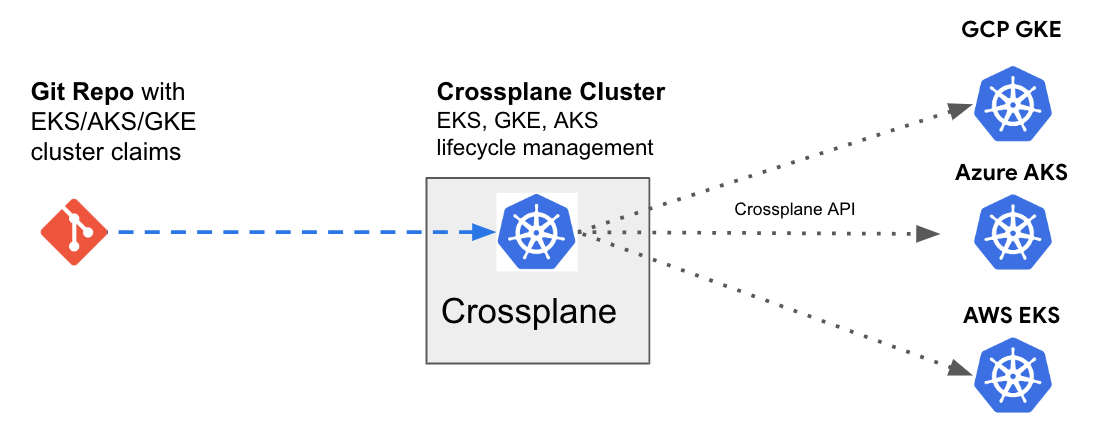 Git Repo with
EKS/AKS/GKE
cluster claims
Crossplane Cluster
EKS, GKE, AKS
lifecycle management
Crossplane
Crossplane API
GCP GKE
Azure AKS
AWS EKS